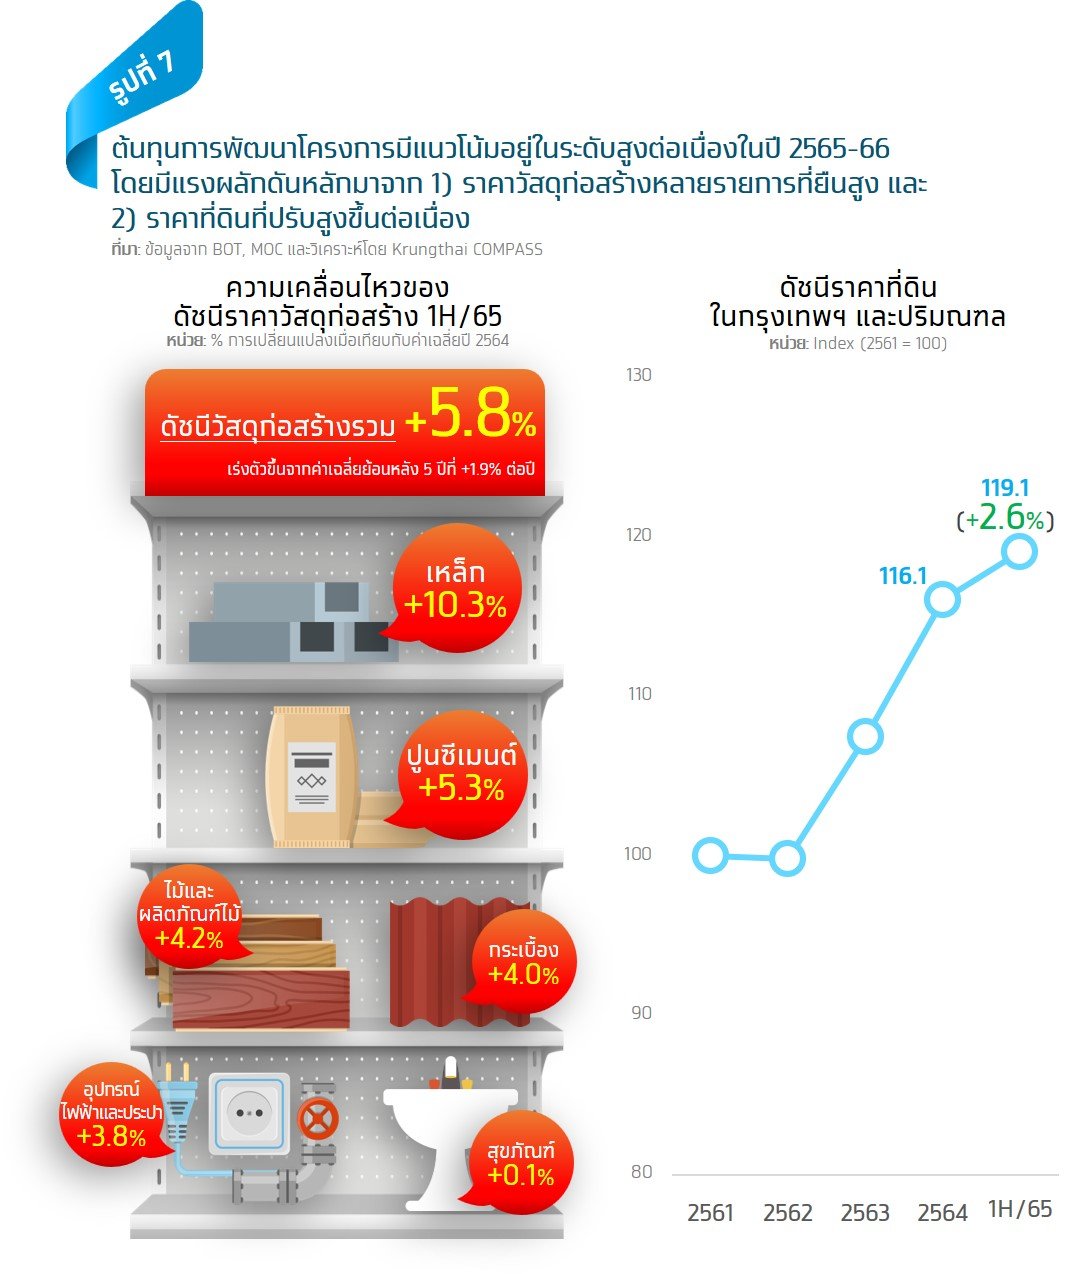 รูปที่ 7
ต้นทุนการพัฒนาโครงการมีแนวโน้มอยู่ในระดับสูงต่อเนื่องในปี 2565-66
โดยมีแรงผลักดันหลักมาจาก 1) ราคาวัสดุก่อสร้างหลายรายการที่ยืนสูง และ
2) ราคาที่ดินที่ปรับสูงขึ้นต่อเนื่อง
ที่มา: ข้อมูลจาก BOT, MOC และวิเคราะห์โดย Krungthai COMPASS
ความเคลื่อนไหวของ
ดัชนีราคาวัสดุก่อสร้าง 1H/65
หน่วย: % การเปลี่ยนแปลงเมื่อเทียบกับค่าเฉลี่ยปี 2564
ดัชนีวัสดุก่อสร้างรวม +5.8%
เร่งตัวขึ้นจากค่าเฉลี่ยย้อนหลัง 5 ปีที่ +1.9% ต่อปี
เหล็ก
+10.3%
ปูนซีเมนต์
+5.3%
ไม้และ
ผลิตภัณฑ์ไม้
+4.2%
กระเบื้อง
+4.0%
อุปกรณ์
ไฟฟ้าและประปา
+3.8%
สุขภัณฑ์
+0.1%
ดัชนีราคาที่ดิน
ในกรุงเทพฯ และปริมณฑล
หน่วย: Index (2561 = 100)
130
120
110
100
90
80
116.1
119.1
(+2.6%)
2561 2562 2563 2564 1H/65